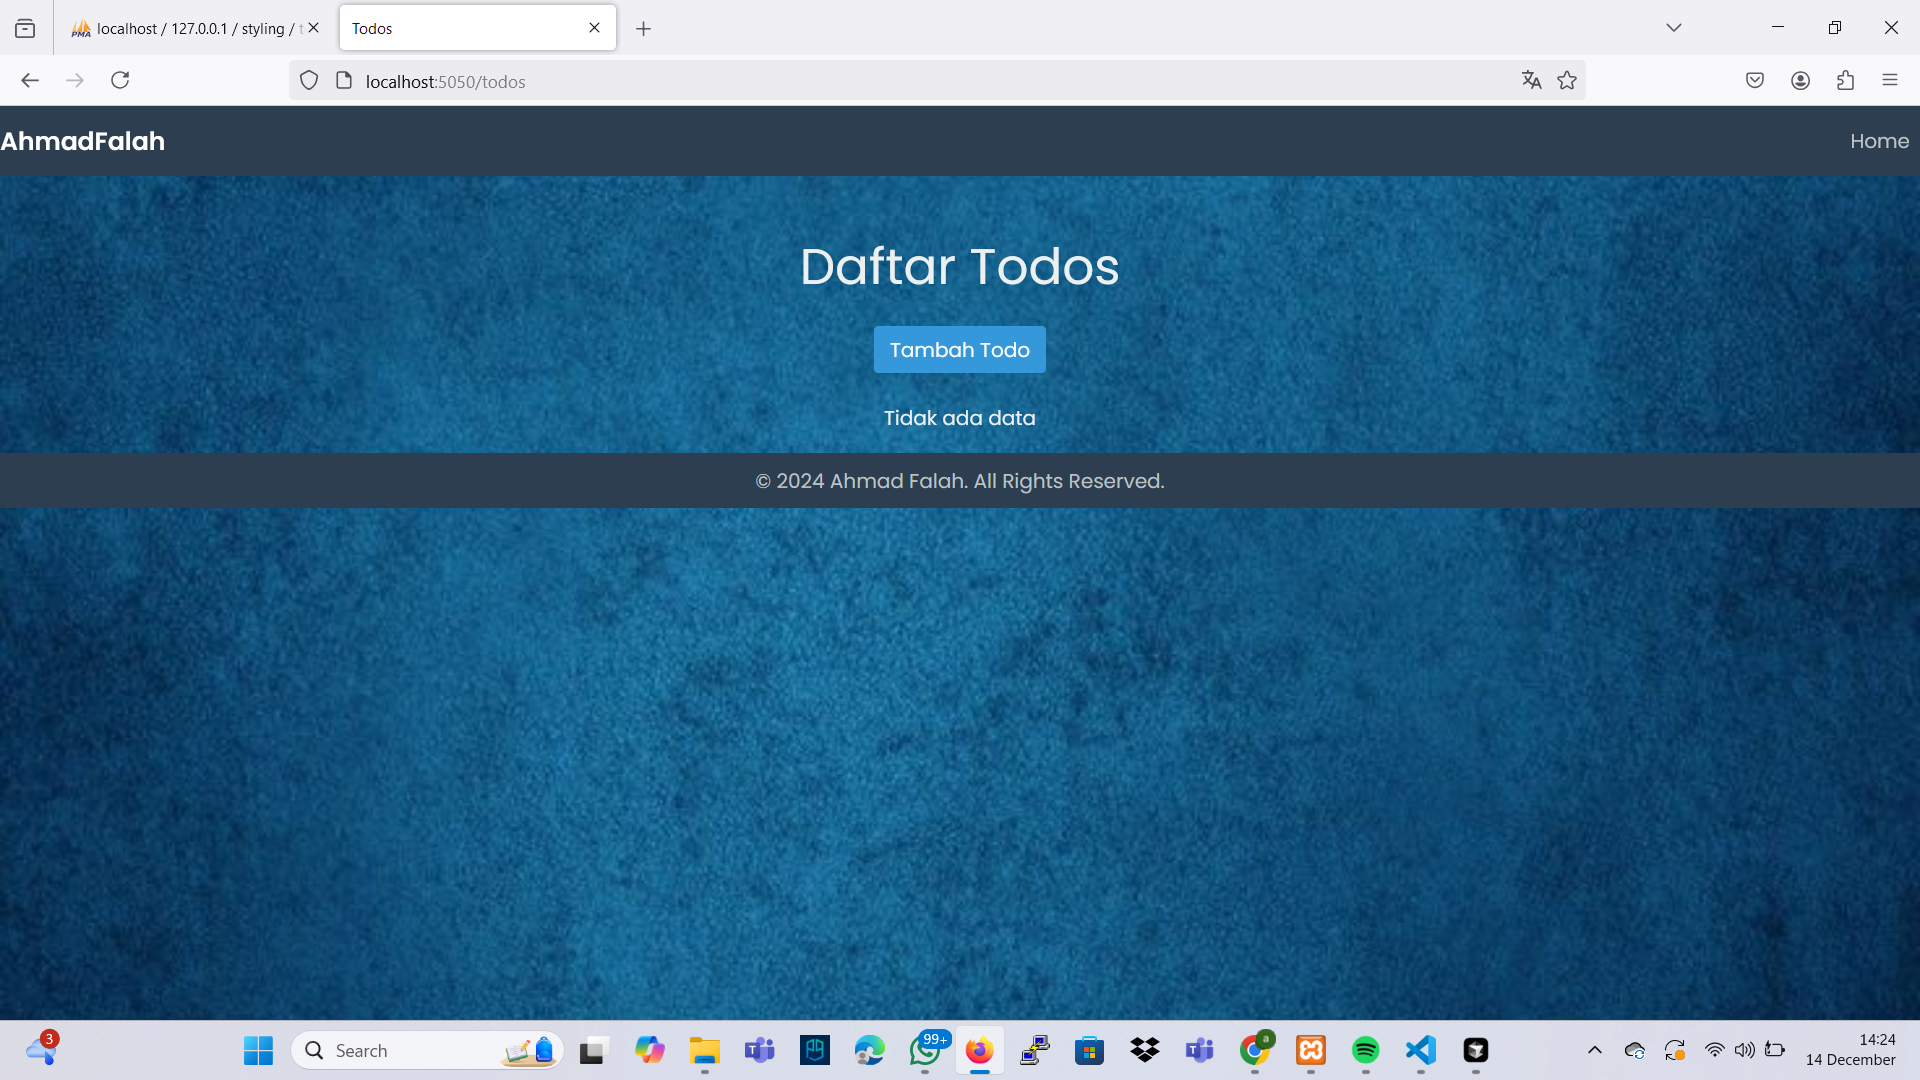 localhost / 127.0.0.1 / styling / t
Todos
localhost:5050/todos
AhmadFalah
Home
Daftar Todos
Tambah Todo
Tidak ada data
© 2024 Ahmad Falah. All Rights Reserved.
3
Search
99+
a
14:24
14 December